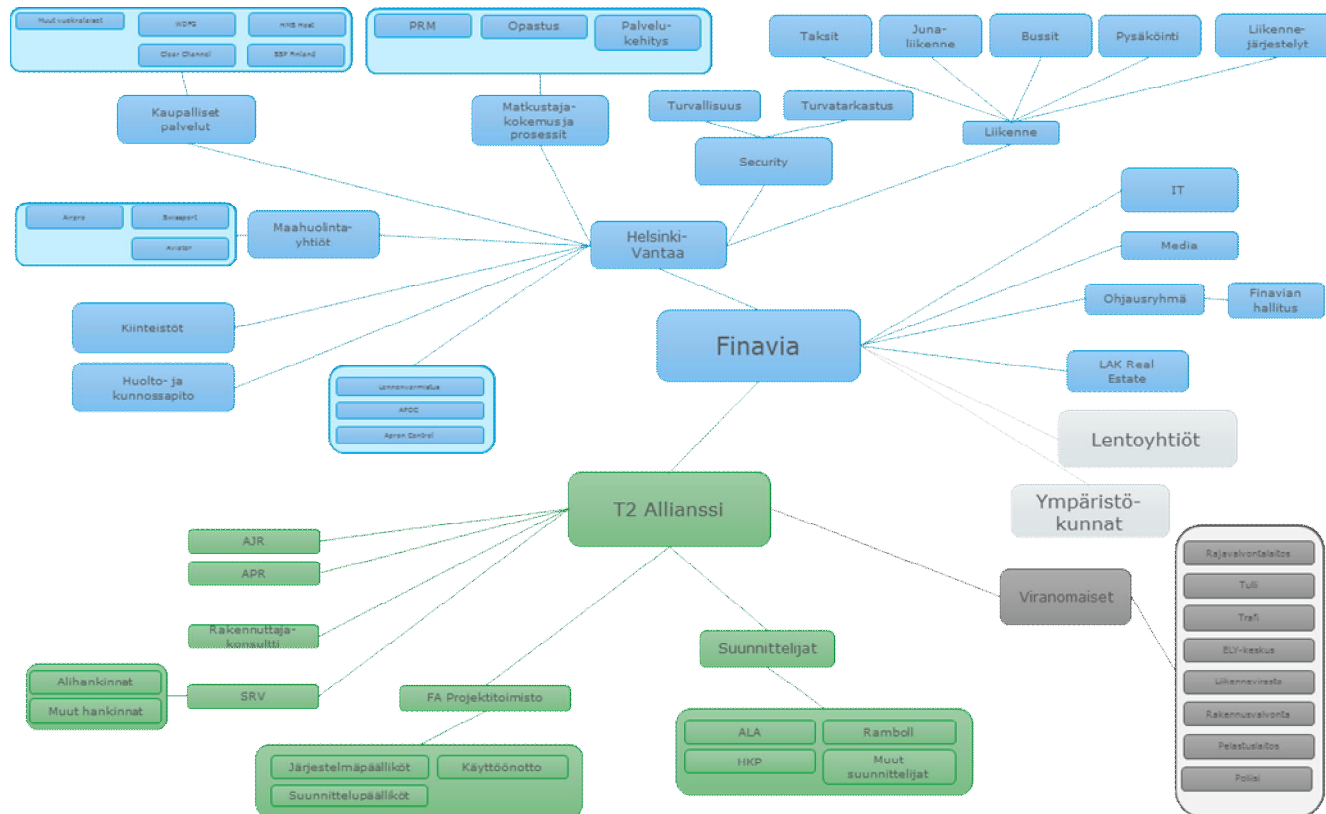 Muut vuokralaiset
WDFG
HMS Host
Clear Channel
SSP Finland
PRM
Opastus
Palvelu-
kehitys
Taksit
Juna-
liikenne
Bussit
Pysäköinti
Liikenne-
järjestelyt
Kaupalliset
palvelut
Matkustaja-
kokemus ja
prosessit
Turvallisuus
Turvatarkastus
Security
Liikenne
IT
Airpro
Swissport
Aviator
Maahuolinta-
yhtiöt
Helsinki-
Vantaa
Media
Ohjausryhmä
Finavian
hallitus
Kiinteistöt
Finavia
Huolto- ja
kunnossapito
LAK Real
Estate
Lennonvarmistus
APOC
Apron Control
Lentoyhtiöt
Ympäristö-
kunnat
T2 Allianssi
AJR
APR
Rakennuttaja-
konsultti
SRV
Alihankinnat
Muut hankinnat
FA Projektitoimisto
Järjestelmäpäälliköt
Käyttöönotto
Suunnittelupäälliköt
Suunnittelijat
ALA
Ramboll
HKP
Muut
suunnittelijat
Viranomaiset
Rajavalvontalaitos
Tulli
Trafi
ELY-keskus
Liikennevirasto
Rakennusvalvonta
Pelastuslaitos
Poliisi